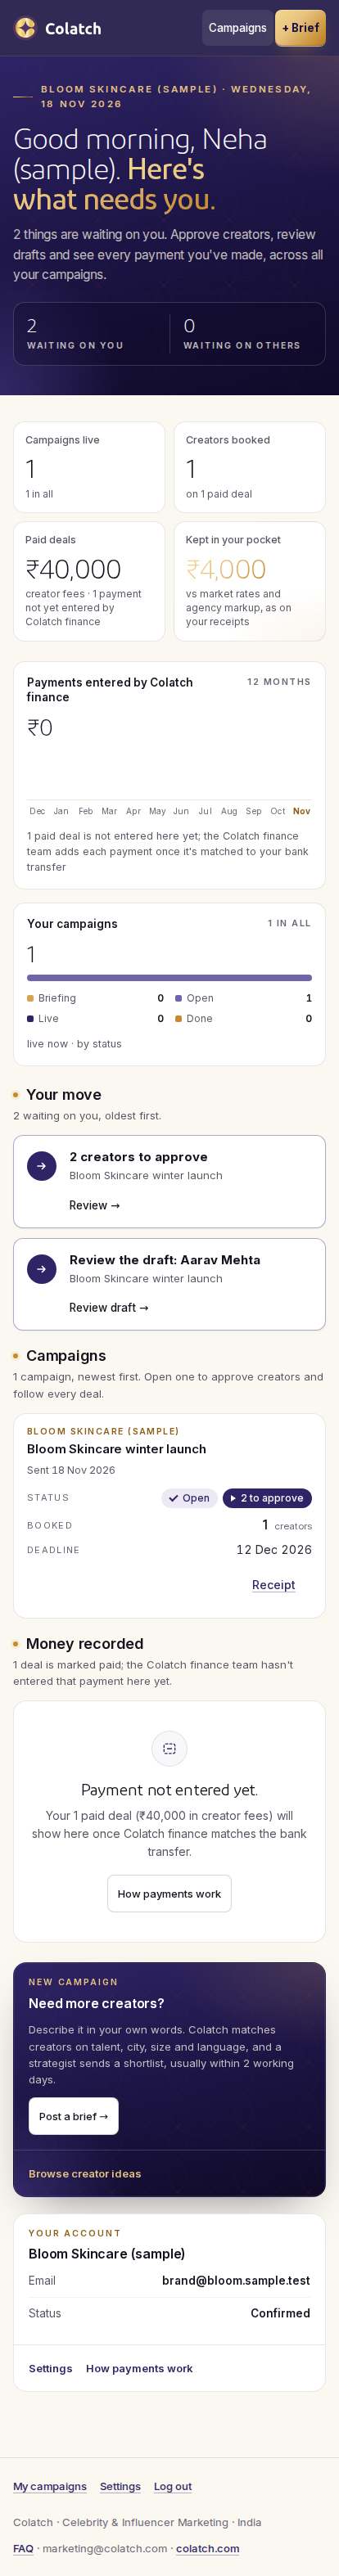 Colatch
Campaigns
+ Brief
BLOOM SKINCARE (SAMPLE) · WEDNESDAY,
18 NOV 2026
Good morning, Neha
(sample). Here's
what needs you.
2 things are waiting on you. Approve creators, review
drafts and see every payment you've made, across all
your campaigns.
2
WAITING ON YOU
0
WAITING ON OTHERS
Campaigns live
1
1 in all
Creators booked
1
on 1 paid deal
Paid deals
₹40,000
creator fees · 1 payment
not yet entered by
Colatch finance
Kept in your pocket
₹4,000
vs market rates and
agency markup, as on
your receipts
Payments entered by Colatch
finance
12 MONTHS
₹0
Dec Jan Feb Mar Apr May Jun Jul Aug Sep Oct Nov
1 paid deal is not entered here yet; the Colatch finance
team adds each payment once it's matched to your bank
transfer
Your campaigns
1 IN ALL
1
Briefing 0
Open 1
Live 0
Done 0
live now · by status
Your move
2 waiting on you, oldest first.
2 creators to approve
Bloom Skincare winter launch
Review →
Review the draft: Aarav Mehta
Bloom Skincare winter launch
Review draft →
Campaigns
1 campaign, newest first. Open one to approve creators and
follow every deal.
BLOOM SKINCARE (SAMPLE)
Bloom Skincare winter launch
Sent 18 Nov 2026
STATUS
Open
2 to approve
BOOKED
1 creators
DEADLINE
12 Dec 2026
Receipt
Money recorded
1 deal is marked paid; the Colatch finance team hasn't
entered that payment here yet.
Payment not entered yet.
Your 1 paid deal (₹40,000 in creator fees) will
show here once Colatch finance matches the bank
transfer.
How payments work
NEW CAMPAIGN
Need more creators?
Describe it in your own words. Colatch matches
creators on talent, city, size and language, and a
strategist sends a shortlist, usually within 2 working
days.
Post a brief →
Browse creator ideas
YOUR ACCOUNT
Bloom Skincare (sample)
Email
brand@bloom.sample.test
Status
Confirmed
Settings
How payments work
My campaigns
Settings
Log out
Colatch · Celebrity & Influencer Marketing · India
FAQ · marketing@colatch.com · colatch.com